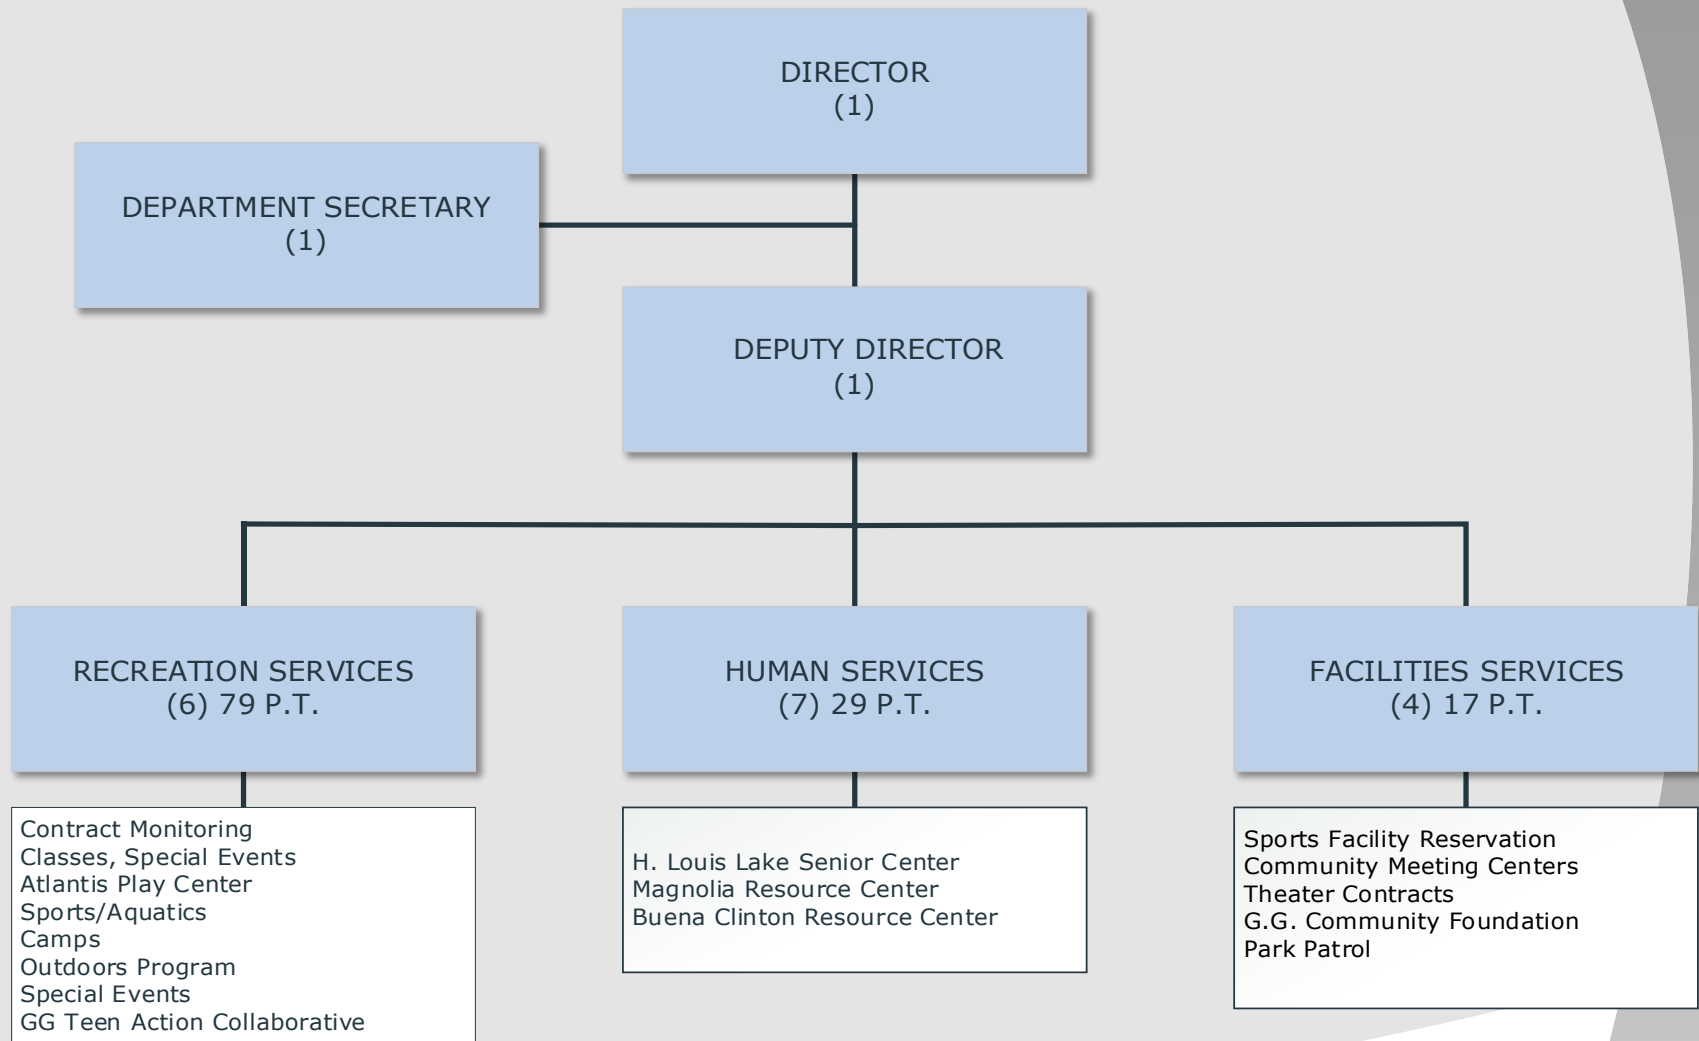 DIRECTOR
(1)
DEPARTMENT SECRETARY
(1)
DEPUTY DIRECTOR
(1)
RECREATION SERVICES
(6) 79 P.T.
HUMAN SERVICES
(7) 29 P.T.
FACILITIES SERVICES
(4) 17 P.T.
Contract Monitoring
Classes, Special Events
Atlantis Play Center
Sports/Aquatics
Camps
Outdoors Program
Special Events
GG Teen Action Collaborative
H. Louis Lake Senior Center
Magnolia Resource Center
Buena Clinton Resource Center
Sports Facility Reservation
Community Meeting Centers
Theater Contracts
G.G. Community Foundation
Park Patrol